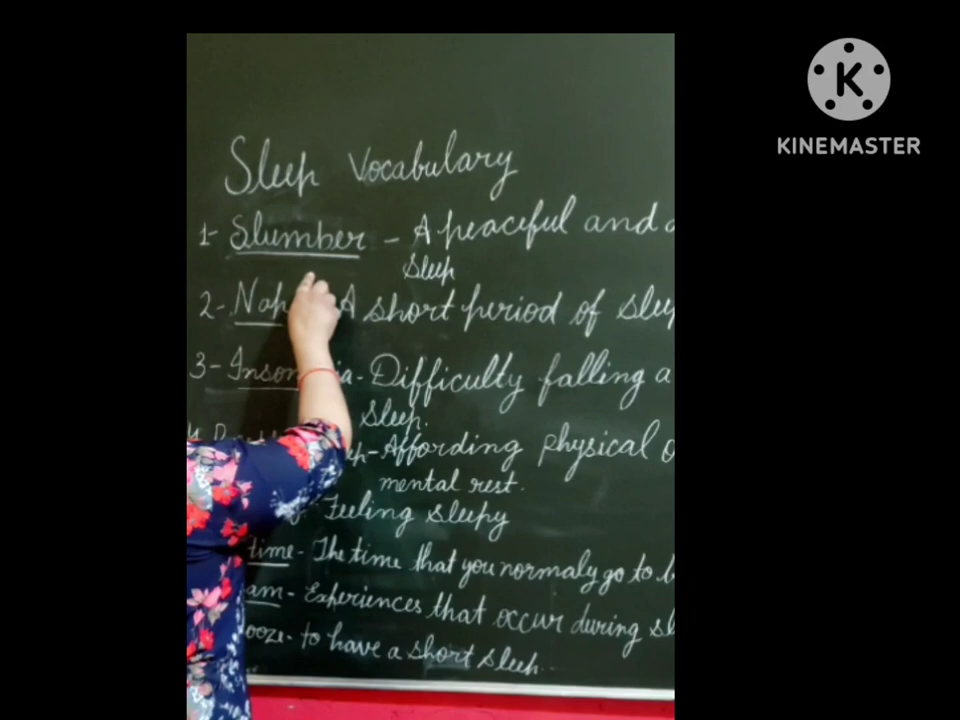 KINEMASTER
Sleep Vocabulary
1- Slumber - A peaceful and
Sleep
2- Nap A short period of
3- Difficulty falling a
Sleep.
Affording physical
mental rest.
Feeling sleepy
time - The time that you normaly go to
am - Experiences that occur during
ooze - to have a short sleep